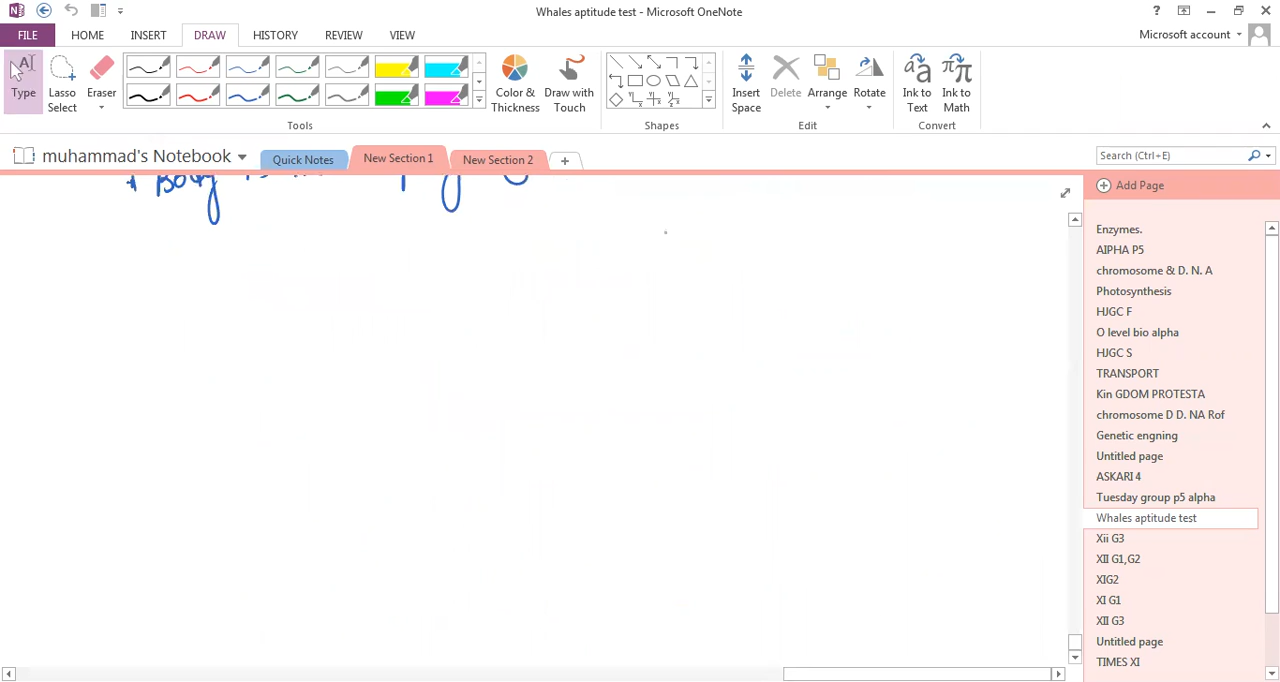 Whales aptitude test - Microsoft OneNote
?
FILE
HOME
INSERT
DRAW
HISTORY
REVIEW
VIEW
Microsoft account
Type
Lasso Select
Eraser
Color & Thickness
Draw with Touch
Insert Space
Delete
Arrange
Rotate
Ink to Text
Ink to Math
Tools
Shapes
Edit
Convert
muhammad's Notebook
Quick Notes
New Section 1
New Section 2
Search (Ctrl+E)
Add Page
Body
Enzymes.
AlPHA P5
chromosome & D. N. A
Photosynthesis
HJGC F
O level bio alpha
HJGC S
TRANSPORT
Kin GDOM PROTESTA
chromosome D D. NA Rof
Genetic engning
Untitled page
ASKARI 4
Tuesday group p5 alpha
Whales aptitude test
Xii G3
XII G1,G2
XIG2
XI G1
XII G3
Untitled page
TIMES XI